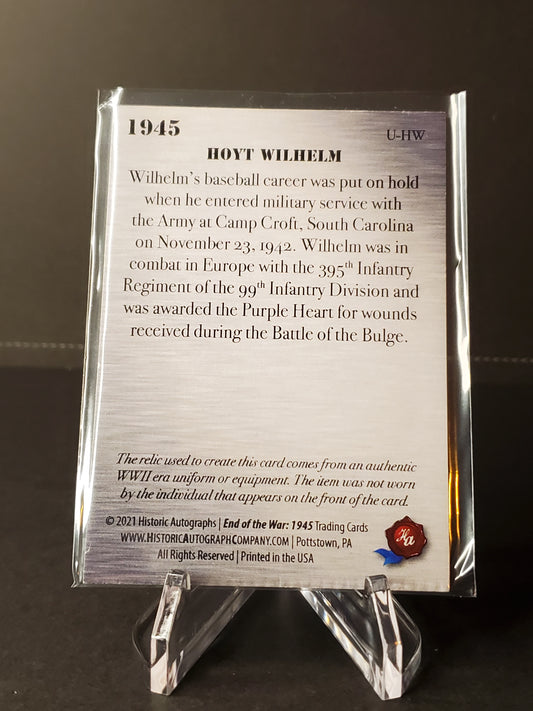 1945
U-HW
HOYT WILHELM
Wilhelm's baseball career was put on hold
when he entered military service with
the Army at Camp Croft, South Carolina
on November 23, 1942. Wilhelm was in
combat in Europe with the 395th Infantry
Regiment of the 99th Infantry Division and
was awarded the Purple Heart for wounds
received during the Battle of the Bulge.
The relic used to create this card comes from an authentic
WWII era uniform or equipment. The item was not worn
by the individual that appears on the front of the card.
© 2021 Historic Autographs | End of the War: 1945 Trading Cards
WWW.HISTORICAUTOGRAPHCOMPANY.COM | Pottstown, PA
All Rights Reserved | Printed in the USA
Ha